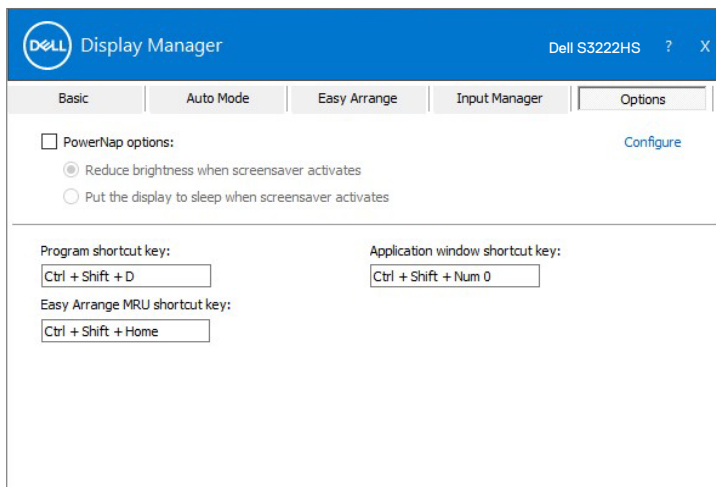 DELL Display Manager Dell S3222HS ? X
Basic Auto Mode Easy Arrange Input Manager Options
PowerNap options: Configure
Reduce brightness when screensaver activates
Put the display to sleep when screensaver activates
Program shortcut key: Application window shortcut key:
Ctrl + Shift + D Ctrl + Shift + Num 0
Easy Arrange MRU shortcut key:
Ctrl + Shift + Home